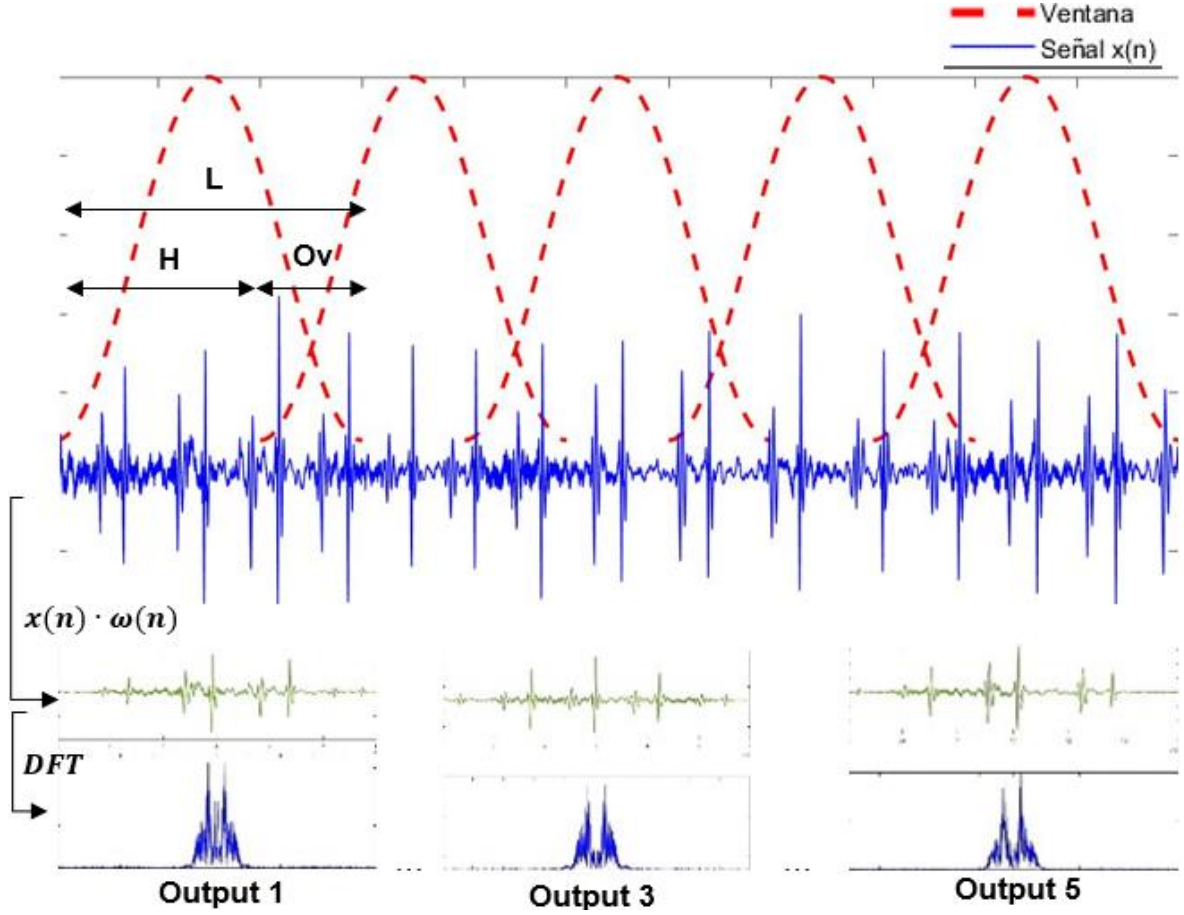 Ventana
Señal x(n)
L
H
Ov
x(n) · ω(n)
DFT
... ...
Output 1
Output 3
Output 5